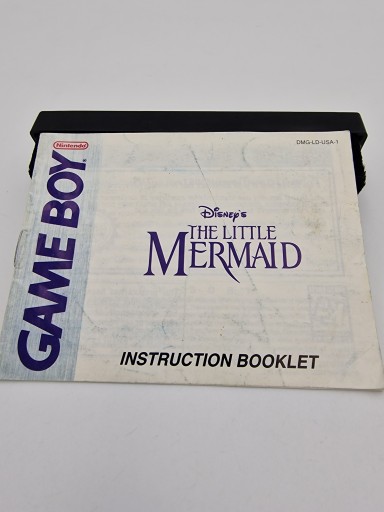 Nintendo
DMG-LD-USA-1
GAME BOY
Disney's
THE LITTLE
MERMAID
INSTRUCTION BOOKLET